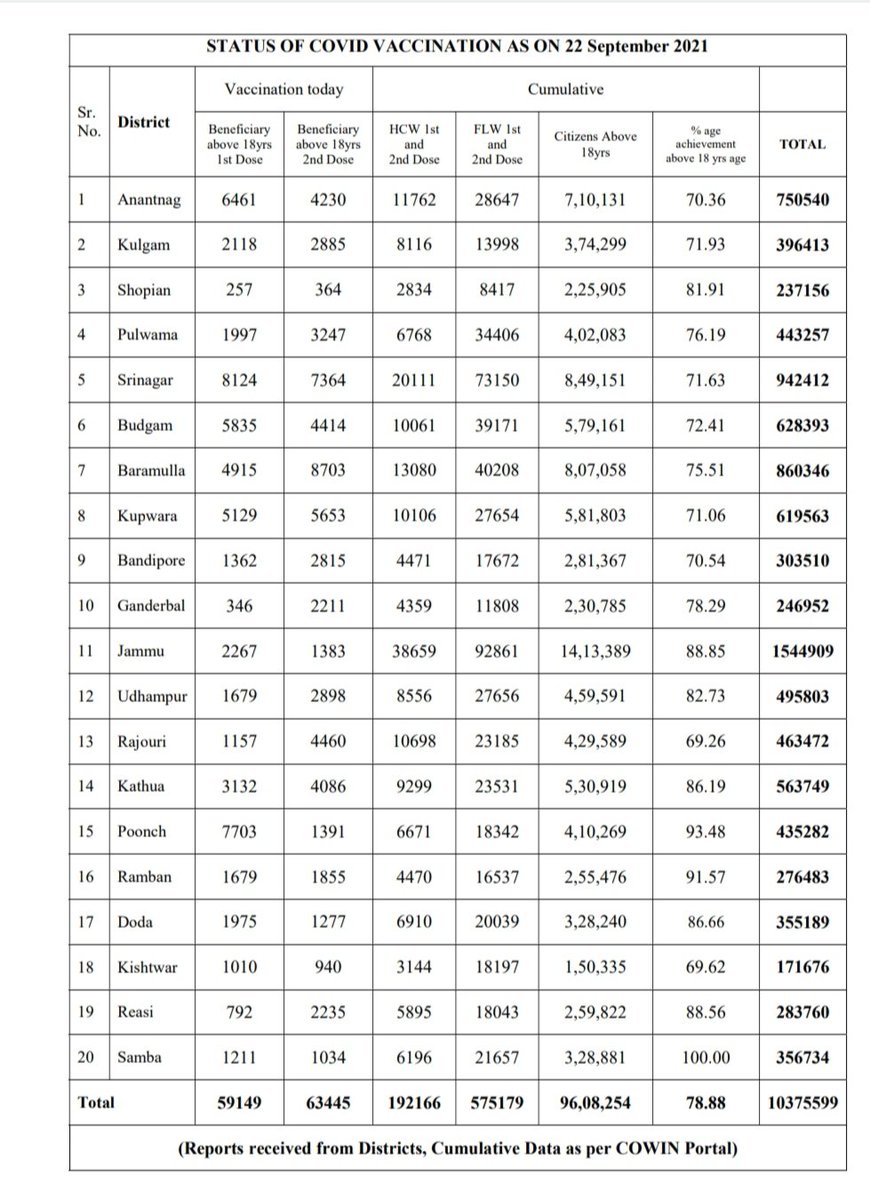 STATUS OF COVID VACCINATION AS ON 22 September 2021
Sr. No. District Vaccination today Cumulative
Beneficiary above 18yrs 1st Dose Beneficiary above 18yrs 2nd Dose HCW 1st and 2nd Dose FLW 1st and 2nd Dose Citizens Above 18yrs % age achievement above 18 yrs age TOTAL
1 Anantnag 6461 4230 11762 28647 7,10,131 70.36 750540
2 Kulgam 2118 2885 8116 13998 3,74,299 71.93 396413
3 Shopian 257 364 2834 8417 2,25,905 81.91 237156
4 Pulwama 1997 3247 6768 34406 4,02,083 76.19 443257
5 Srinagar 8124 7364 20111 73150 8,49,151 71.63 942412
6 Budgam 5835 4414 10061 39171 5,79,161 72.41 628393
7 Baramulla 4915 8703 13080 40208 8,07,058 75.51 860346
8 Kupwara 5129 5653 10106 27654 5,81,803 71.06 619563
9 Bandipore 1362 2815 4471 17672 2,81,367 70.54 303510
10 Ganderbal 346 2211 4359 11808 2,30,785 78.29 246952
11 Jammu 2267 1383 38659 92861 14,13,389 88.85 1544909
12 Udhampur 1679 2898 8556 27656 4,59,591 82.73 495803
13 Rajouri 1157 4460 10698 23185 4,29,589 69.26 463472
14 Kathua 3132 4086 9299 23531 5,30,919 86.19 563749
15 Poonch 7703 1391 6671 18342 4,10,269 93.48 435282
16 Ramban 1679 1855 4470 16537 2,55,476 91.57 276483
17 Doda 1975 1277 6910 20039 3,28,240 86.66 355189
18 Kishtwar 1010 940 3144 18197 1,50,335 69.62 171676
19 Reasi 792 2235 5895 18043 2,59,822 88.56 283760
20 Samba 1211 1034 6196 21657 3,28,881 100.00 356734
Total 59149 63445 192166 575179 96,08,254 78.88 10375599
(Reports received from Districts, Cumulative Data as per COWIN Portal)